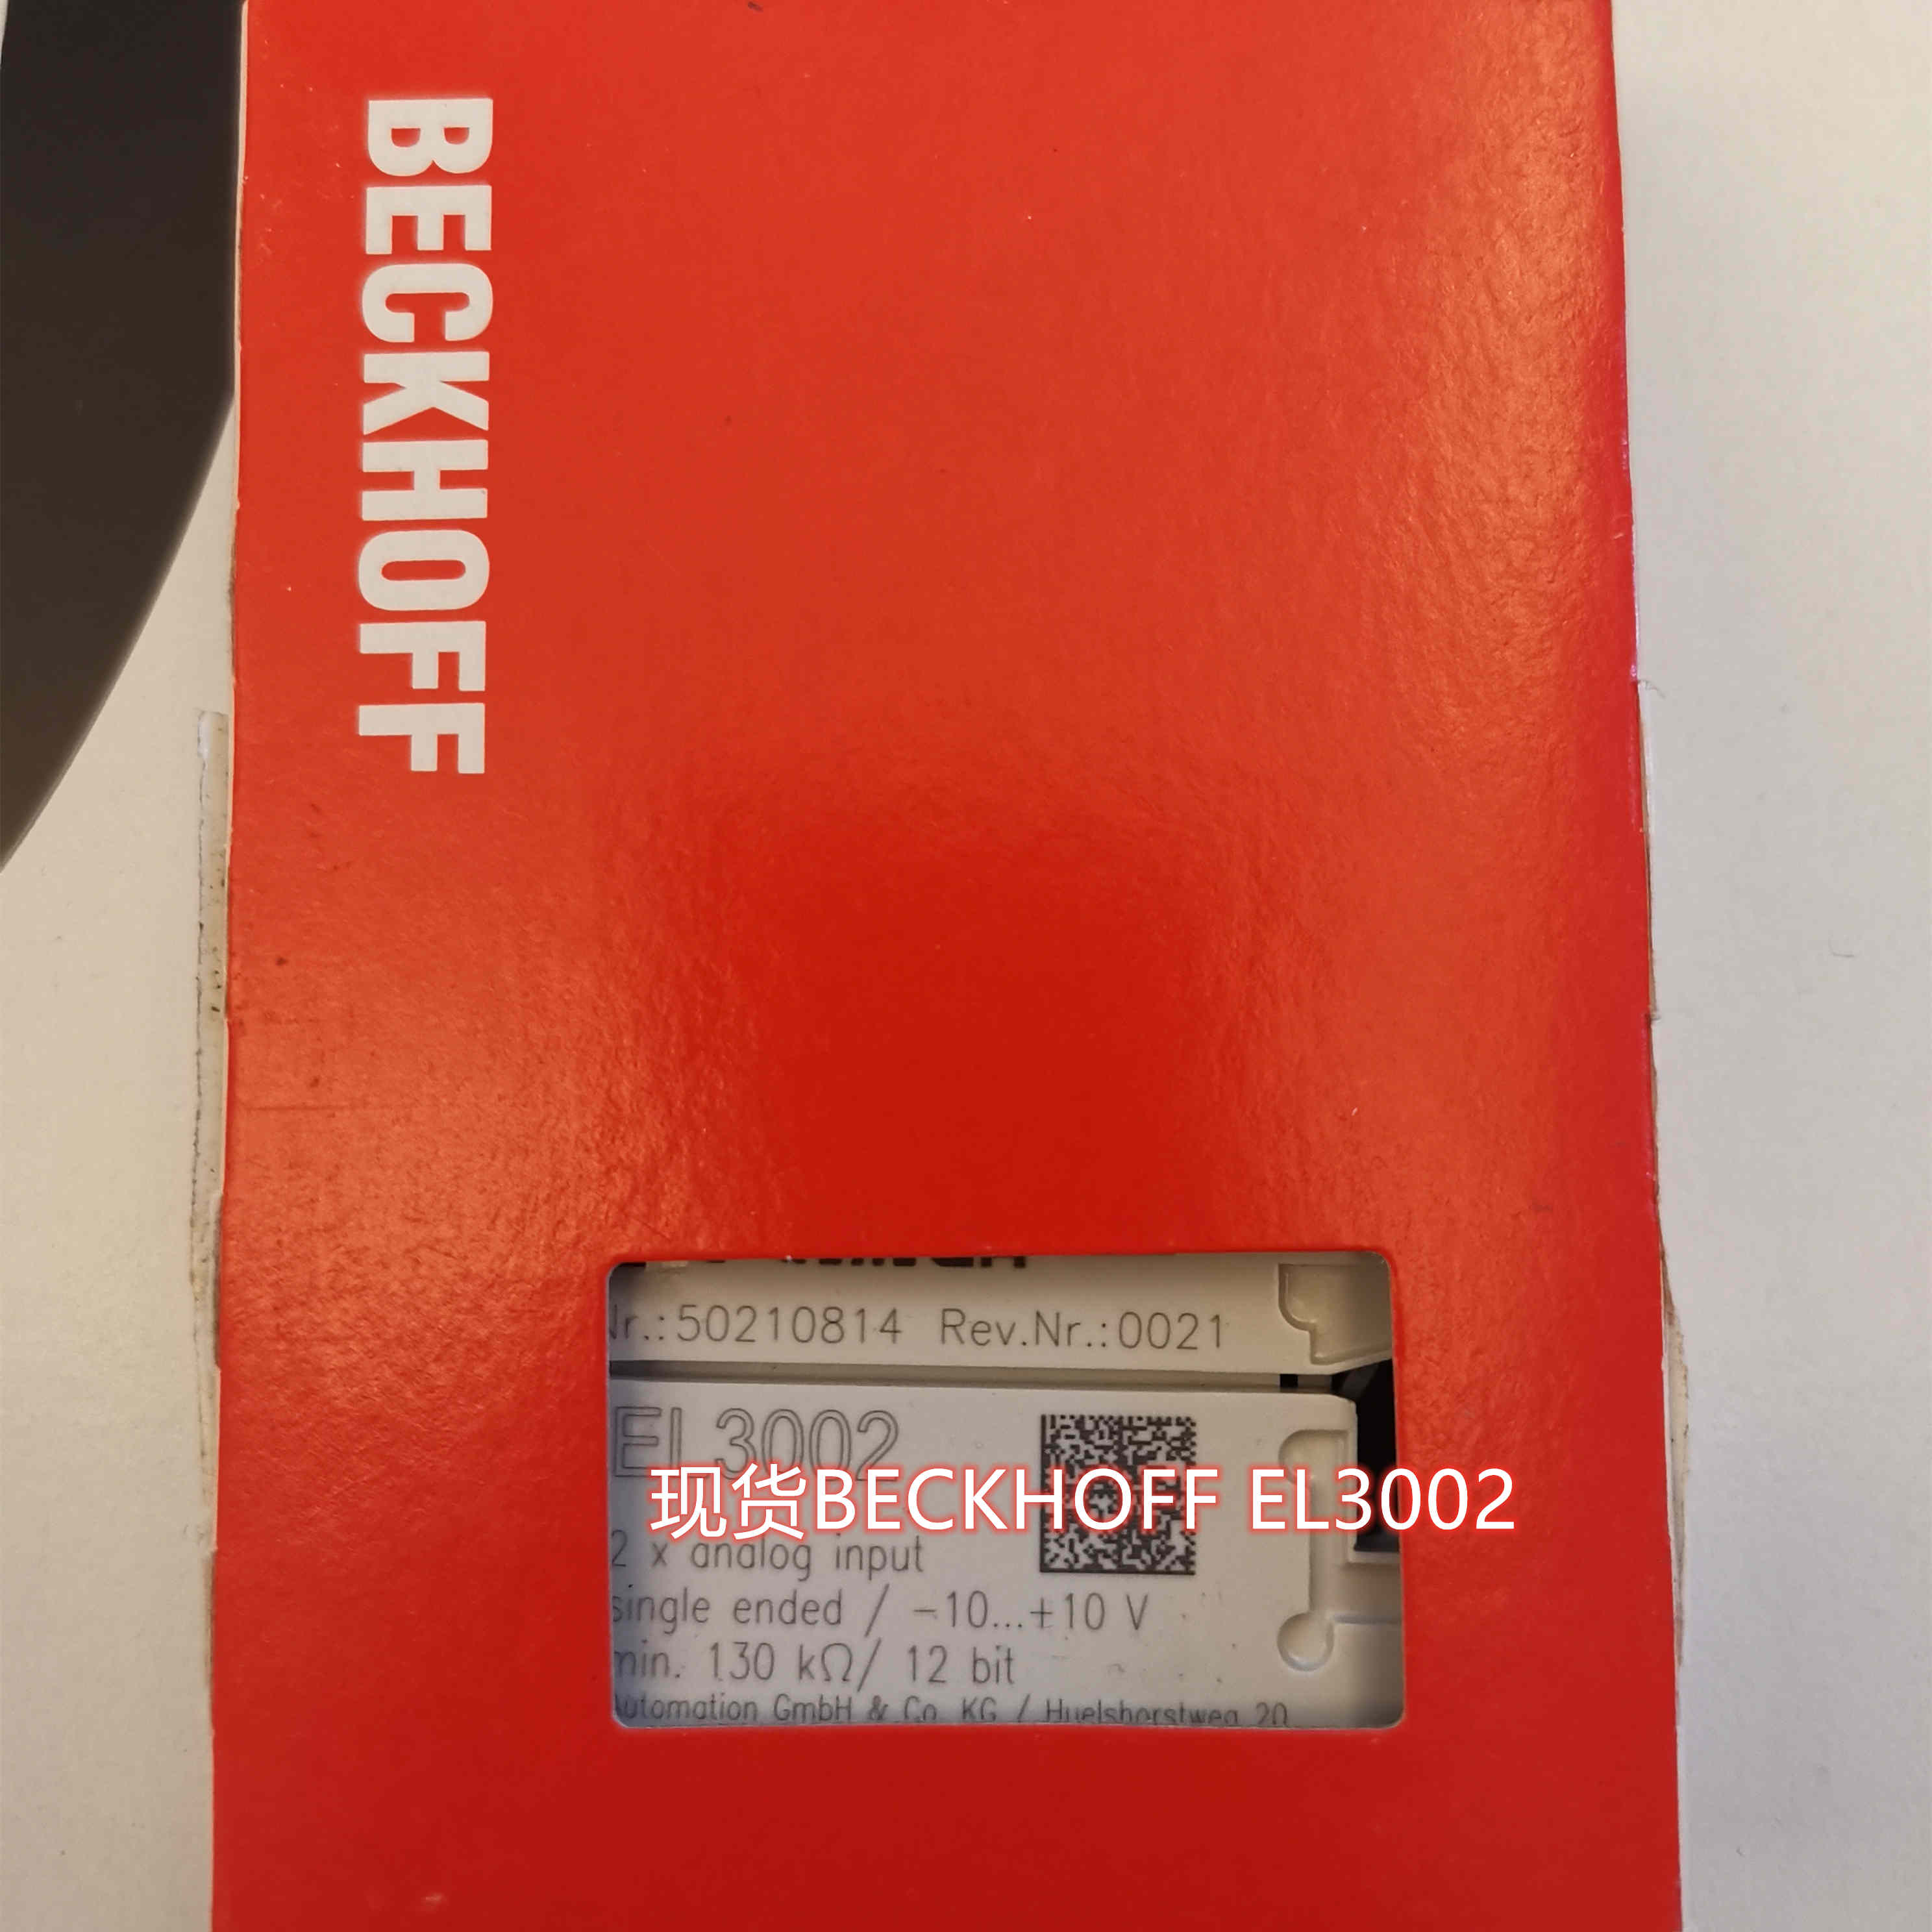 BECKHOFF
Nr.:50210814 Rev.Nr.:0021
EL3002
现货BECKHOFF EL3002
2 x analog input
single ended / -10...+10 V
min. 130 kΩ/ 12 bit
Automation GmbH & Co. KG / Huelshorstweg 20